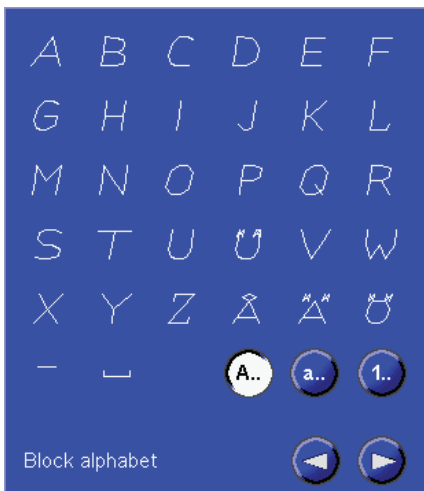 A B C D E F
G H I J K L
M N O P Q R
S T U Ü V W
X Y Z Å Ä Ö
A.. a.. 1..
Block alphabet